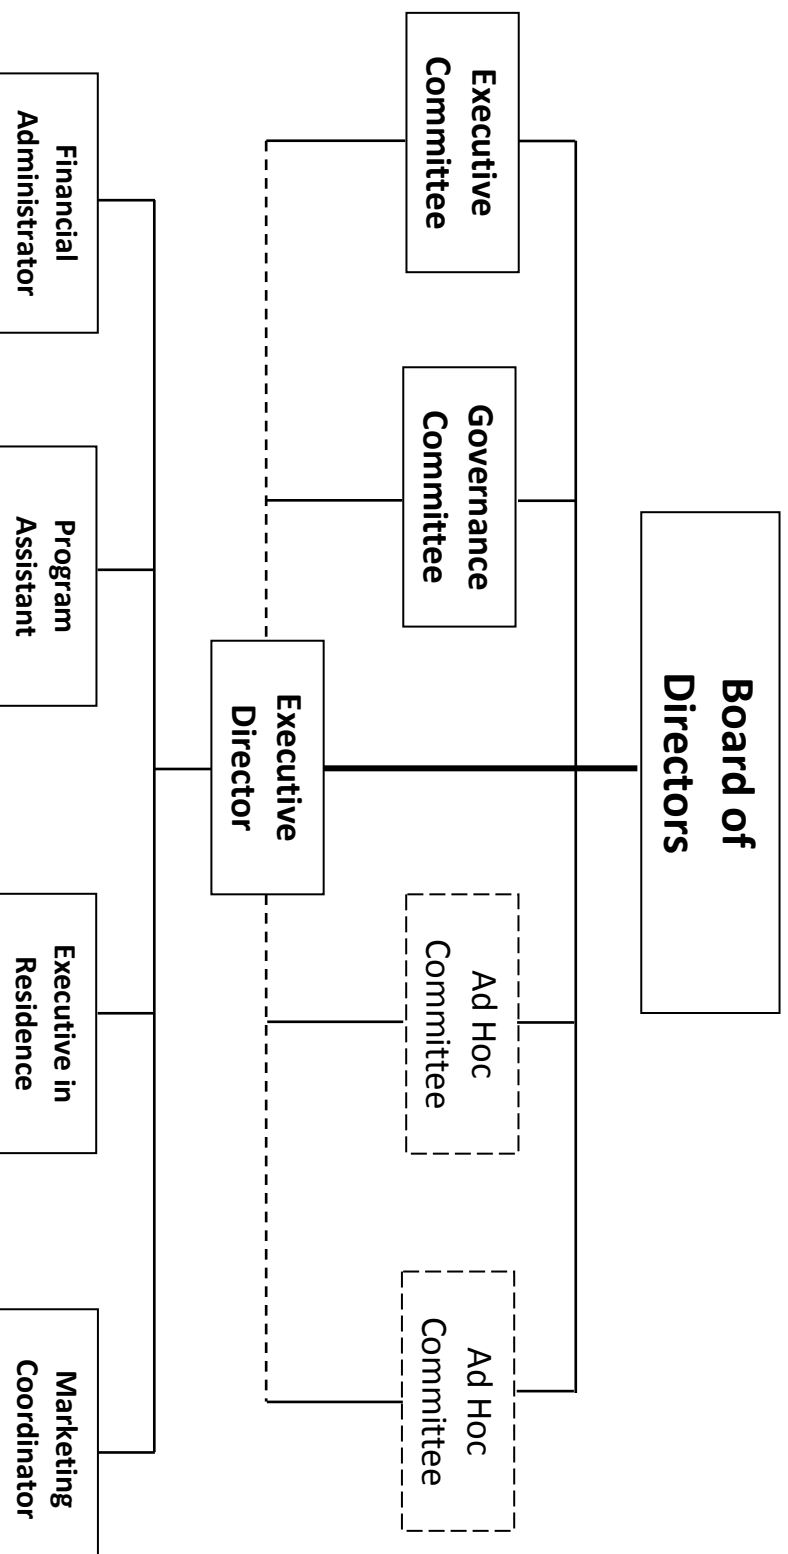 Board of
Directors
Executive
Committee
Governance
Committee
Ad Hoc
Committee
Ad Hoc
Committee
Executive
Director
Financial
Administrator
Program
Assistant
Executive in
Residence
Marketing
Coordinator